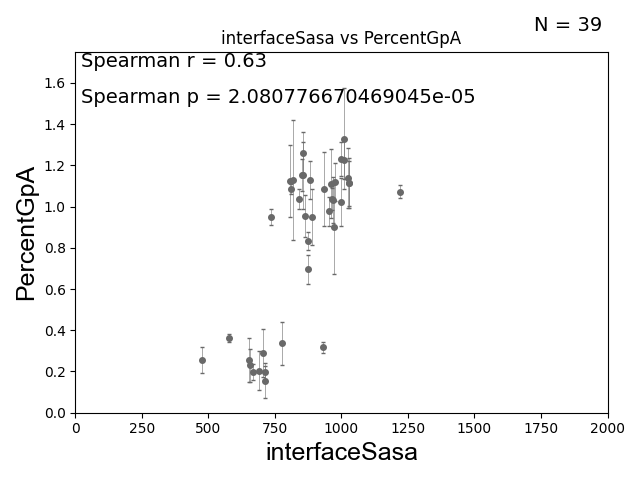 N = 39
interfaceSasa vs PercentGpA
Spearman r = 0.63
Spearman p = 2.080776670469045e-05
PercentGpA
1.6
1.4
1.2
1.0
0.8
0.6
0.4
0.2
0.0
0 250 500 750 1000 1250 1500 1750 2000
interfaceSasa